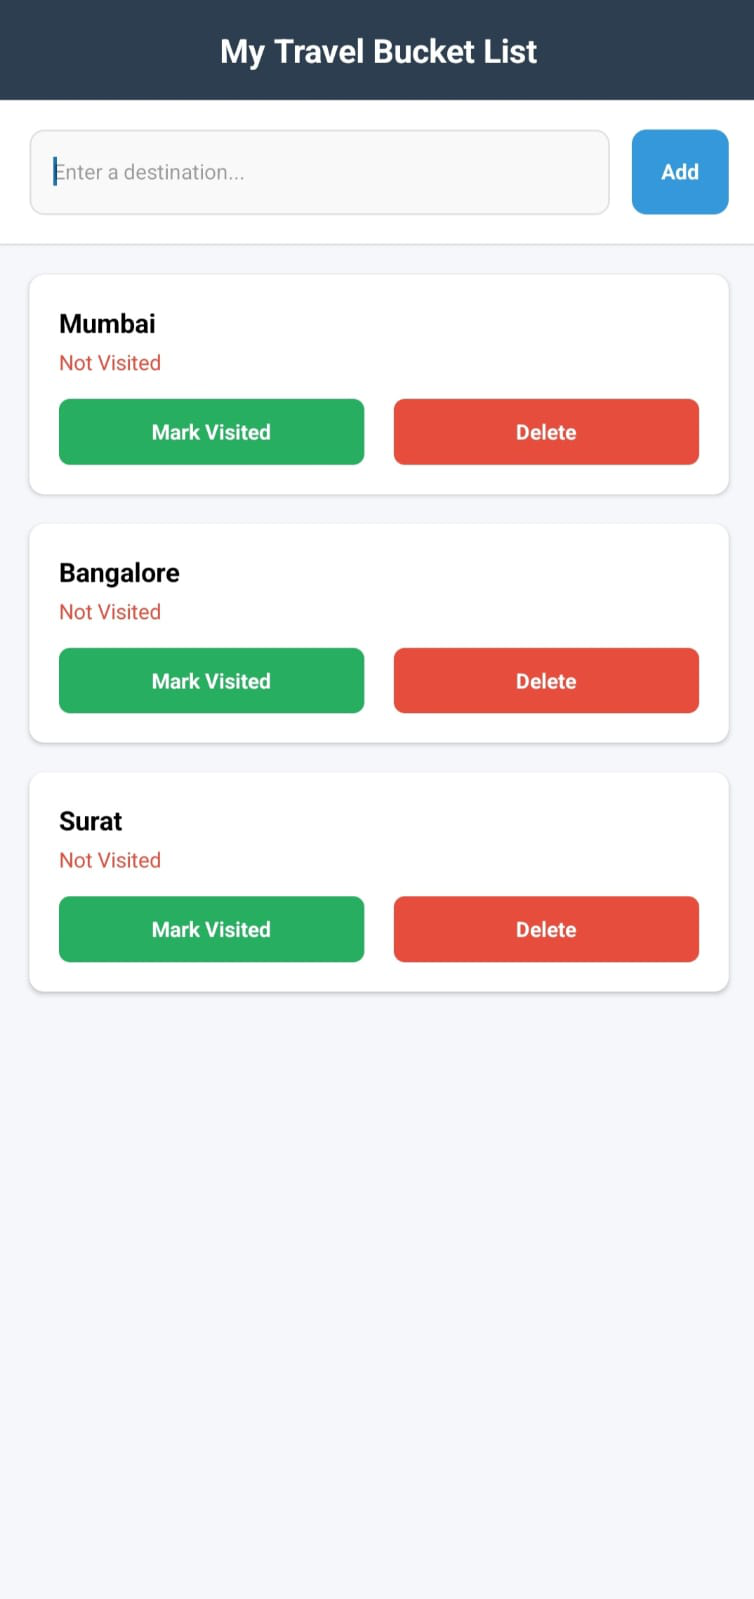 My Travel Bucket List
Enter a destination...
Add
Mumbai
Not Visited
Mark Visited
Delete
Bangalore
Not Visited
Mark Visited
Delete
Surat
Not Visited
Mark Visited
Delete